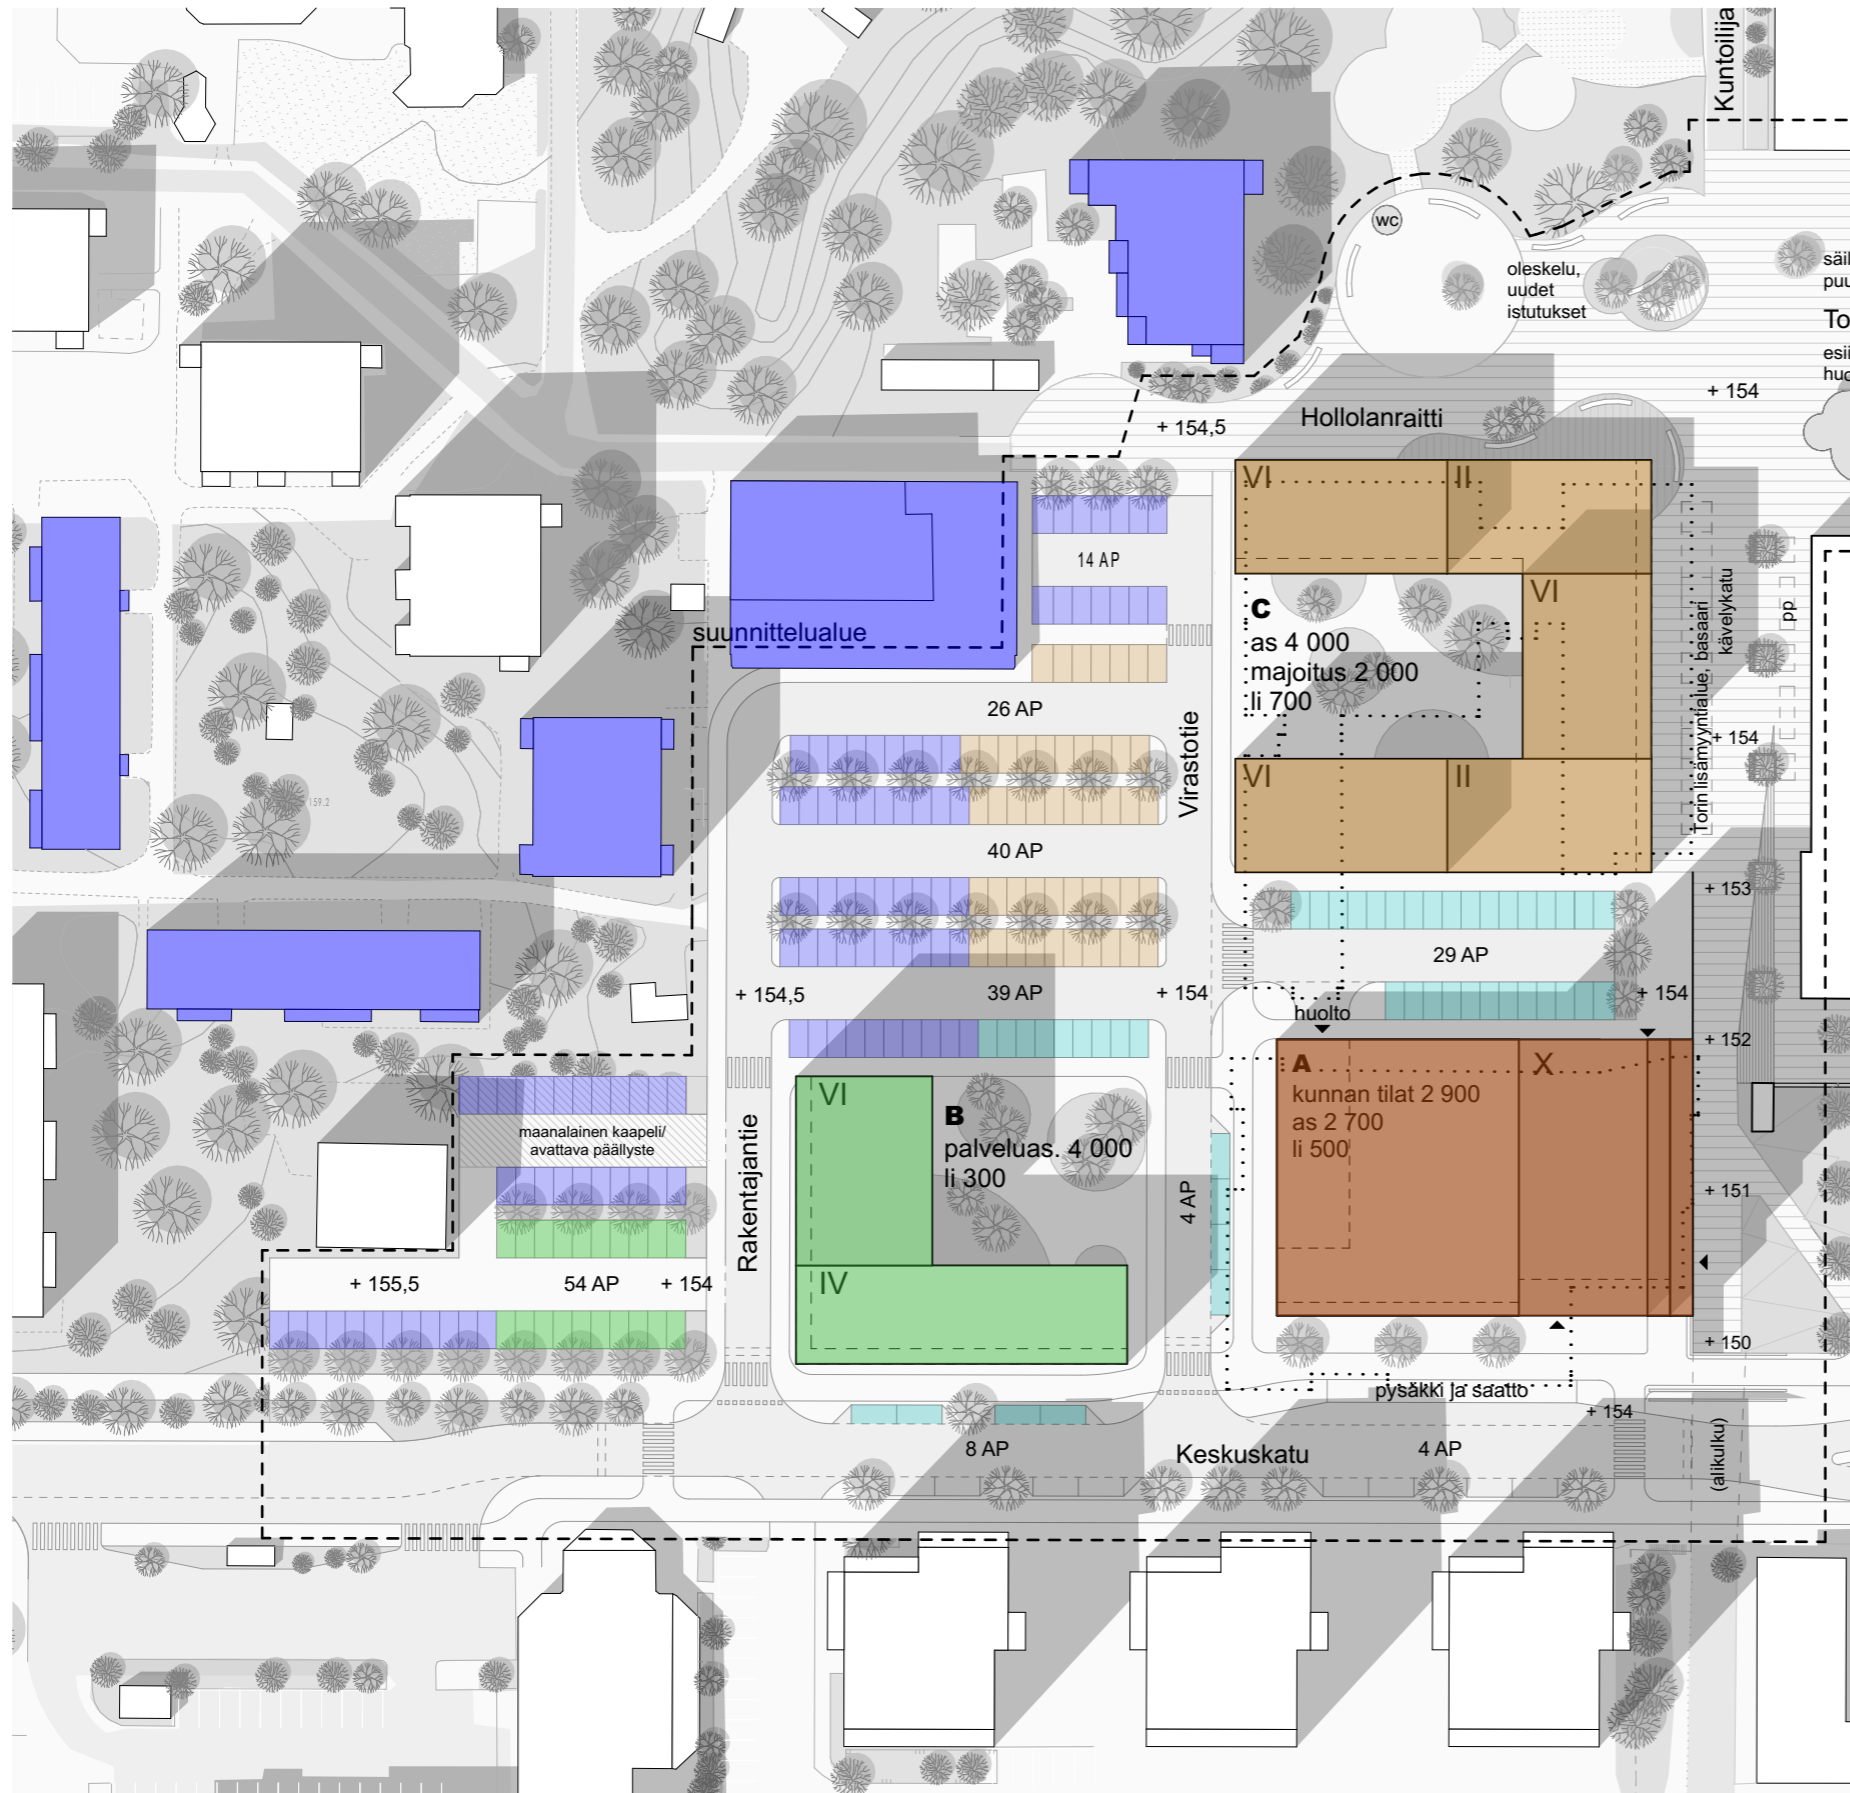 Kuntoilija
WC
oleskelu,
uudet
istutukset
säil
puu
To
esii
huo
+ 154
Hollolanraitti
+ 154,5
VI
II
14 AP
VI
C
as 4 000
majoitus 2 000
li 700
Torin lisämyyntialue, basaari
kävelykatu
pp
suunnittelualue
26 AP
+ 154
Virastotie
VI
II
159.2
40 AP
+ 153
29 AP
+ 154,5
39 AP
+ 154
+ 154
huolto
+ 152
A
X
kunnan tilat 2 900
as 2 700
li 500
VI
B
palveluas. 4 000
li 300
maanalainen kaapeli/
avattava päällyste
Rakentajantie
4 AP
+ 151
+ 155,5
54 AP
+ 154
IV
+ 150
pysäkki ja saatto
+ 154
8 AP
Keskuskatu
4 AP
(alikulku)